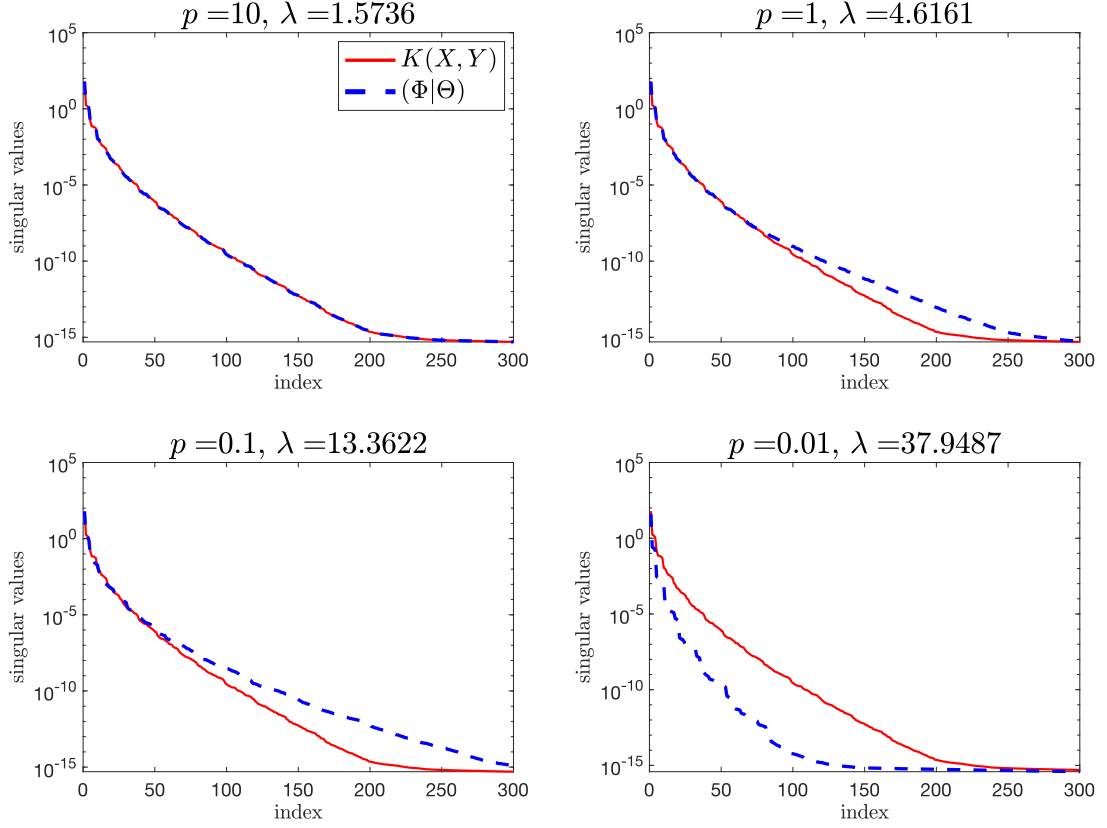 p =10, λ =1.5736
10^5
10^0
10^-5
10^-10
10^-15
singular values
0 50 100 150 200 250 300
index
K(X, Y)
(Φ|Θ)
p =1, λ =4.6161
10^5
10^0
10^-5
10^-10
10^-15
singular values
0 50 100 150 200 250 300
index
p =0.1, λ =13.3622
10^5
10^0
10^-5
10^-10
10^-15
singular values
0 50 100 150 200 250 300
index
p =0.01, λ =37.9487
10^5
10^0
10^-5
10^-10
10^-15
singular values
0 50 100 150 200 250 300
index